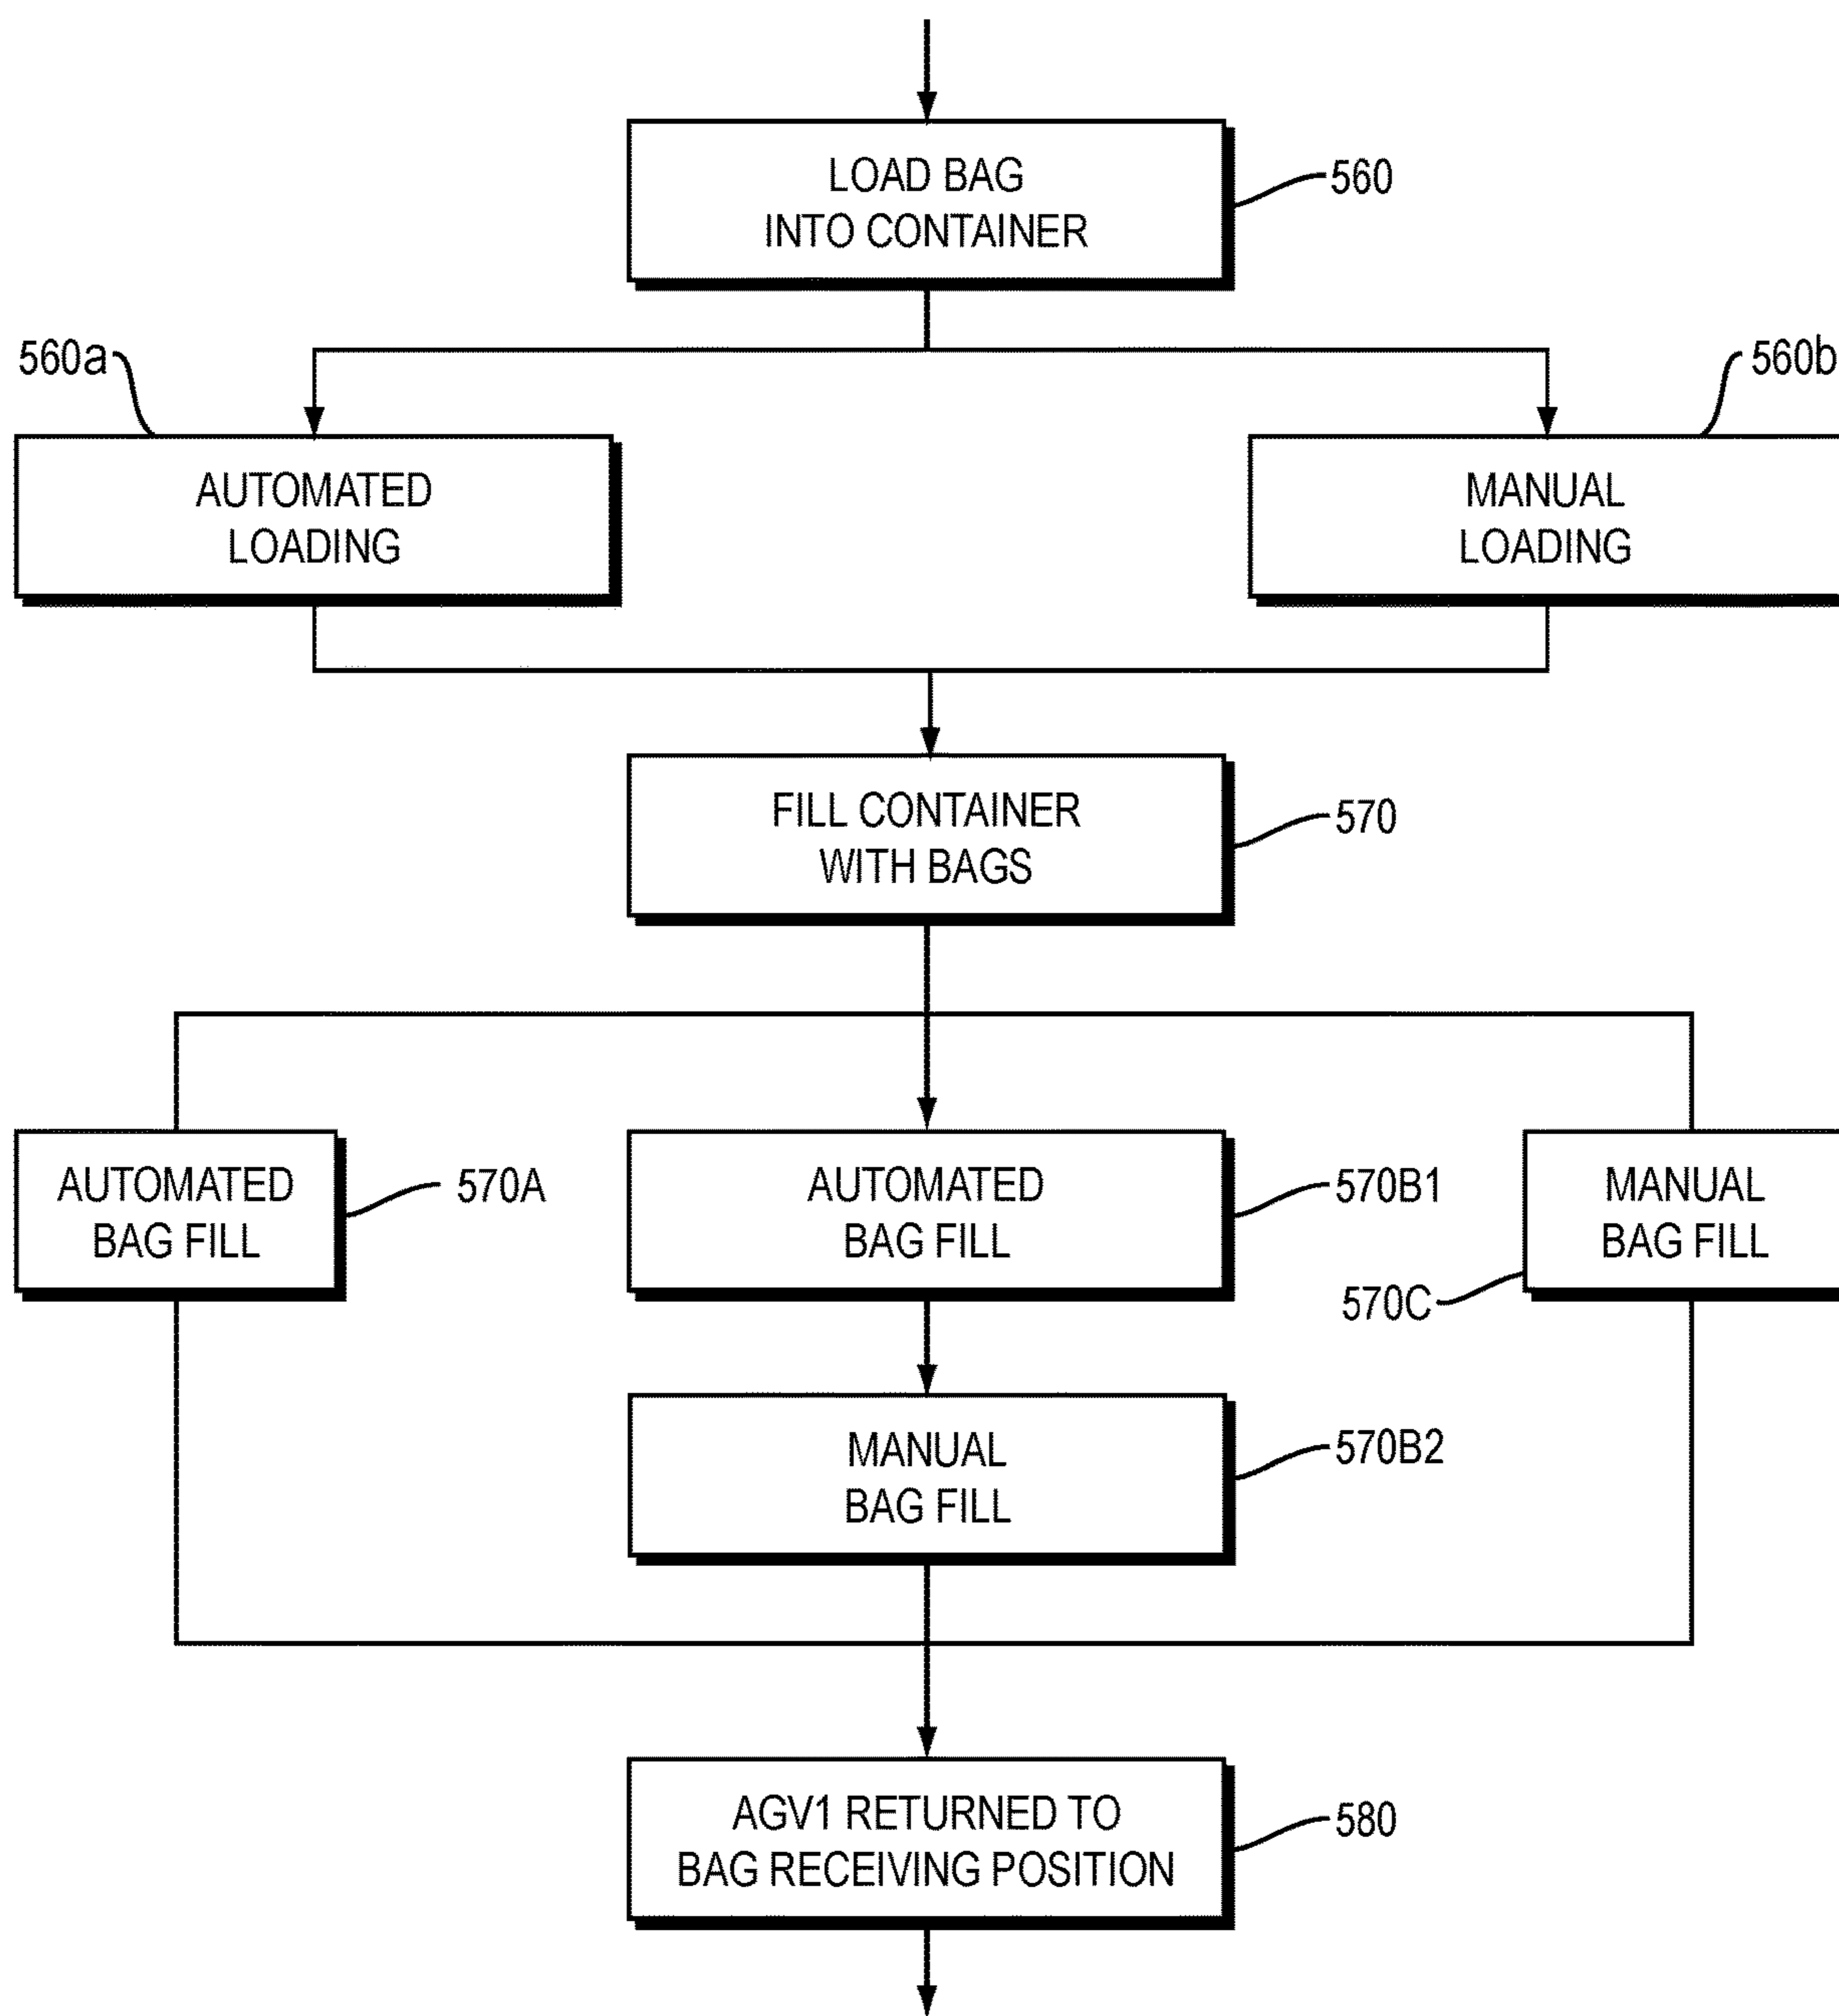 LOAD BAG
INTO CONTAINER
560
560a
560b
AUTOMATED
LOADING
MANUAL
LOADING
FILL CONTAINER
WITH BAGS
570
AUTOMATED
BAG FILL
570A
AUTOMATED
BAG FILL
570B1
MANUAL
BAG FILL
570C
MANUAL
BAG FILL
570B2
AGV1 RETURNED TO
BAG RECEIVING POSITION
580